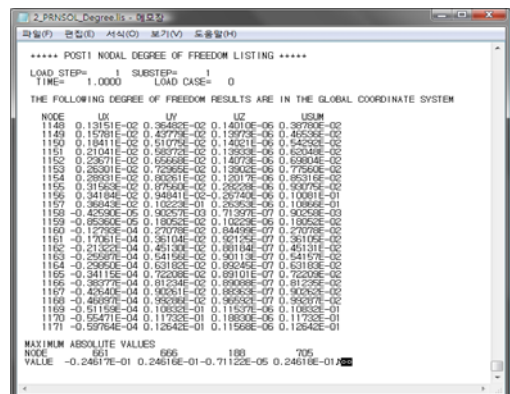 2_PRNSOL_Degree.lis - 메모장
파일(F) 편집(E) 서식(O) 보기(V) 도움말(H)
***** POST1 NODAL DEGREE OF FREEDOM LISTING *****
LOAD STEP= 1 SUBSTEP= 1
TIME= 1.0000 LOAD CASE= 0
THE FOLLOWING DEGREE OF FREEDOM RESULTS ARE IN THE GLOBAL COORDINATE SYSTEM
NODE UX UY UZ USUM
1148 0.13151E-02 0.36482E-02 0.14010E-06 0.38780E-02
1149 0.15781E-02 0.43779E-02 0.13973E-06 0.46536E-02
1150 0.18411E-02 0.51075E-02 0.14021E-06 0.54292E-02
1151 0.21041E-02 0.58372E-02 0.13933E-06 0.62048E-02
1152 0.23671E-02 0.65668E-02 0.14073E-06 0.69804E-02
1153 0.26301E-02 0.72965E-02 0.13902E-06 0.77560E-02
1154 0.28931E-02 0.80261E-02 0.12017E-06 0.85316E-02
1155 0.31563E-02 0.87560E-02 0.28228E-06 0.93075E-02
1156 0.34184E-02 0.94841E-02-0.26740E-06 0.10081E-01
1157 0.36843E-02 0.10223E-01 0.26353E-06 0.10866E-01
1158 -0.42590E-05 0.90257E-03 0.71397E-07 0.90258E-03
1159 -0.85360E-05 0.18052E-02 0.10229E-06 0.18052E-02
1160 -0.12793E-04 0.27078E-02 0.84499E-07 0.27078E-02
1161 -0.17061E-04 0.36104E-02 0.92125E-07 0.36105E-02
1162 -0.21322E-04 0.45130E-02 0.88184E-07 0.45131E-02
1163 -0.25587E-04 0.54156E-02 0.90113E-07 0.54157E-02
1164 -0.29850E-04 0.63182E-02 0.89245E-07 0.63183E-02
1165 -0.34115E-04 0.72208E-02 0.89101E-07 0.72209E-02
1166 -0.38377E-04 0.81234E-02 0.89088E-07 0.81235E-02
1167 -0.42640E-04 0.90261E-02 0.88963E-07 0.90262E-02
1168 -0.46897E-04 0.99286E-02 0.96592E-07 0.99287E-02
1169 -0.51159E-04 0.10832E-01 0.11537E-06 0.10832E-01
1170 -0.55471E-04 0.11732E-01 0.18830E-06 0.11732E-01
1171 -0.59764E-04 0.12642E-01 0.11568E-06 0.12642E-01
MAXIMUM ABSOLUTE VALUES
NODE 661 666 188 705
VALUE -0.24617E-01 0.24616E-01-0.71122E-05 0.24618E-01